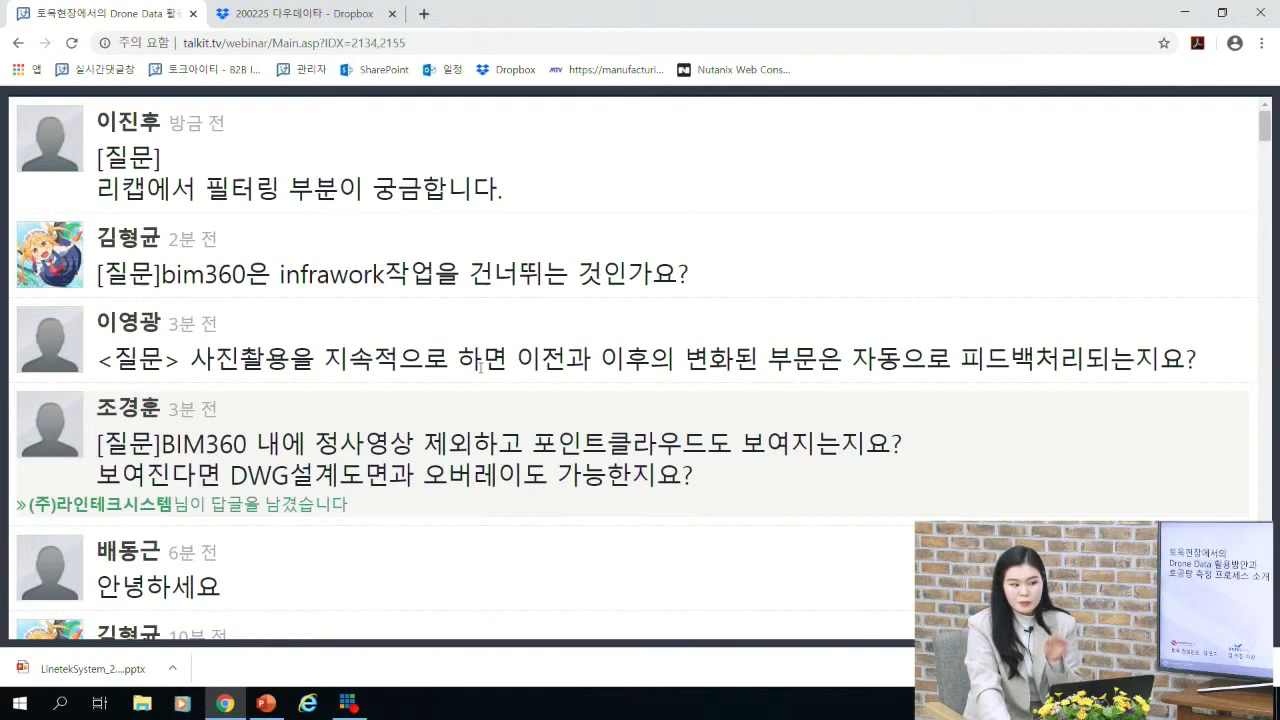 토목현장에서의 Drone Data 활용
200225 다우데이타 - Dropbox
주의 요함 | talkit.tv/webinar/Main.asp?IDX=2134,2155
앱
실시간댓글창
토크아이티 - B2B I...
관리자
SharePoint
일정
Dropbox
https://manufacturi...
Nutanix Web Cons...
이진후 방금 전
[질문]
리캡에서 필터링 부분이 궁금합니다.
김형균 2분 전
[질문]bim360은 infrawork작업을 건너뛰는 것인가요?
이영광 3분 전
<질문> 사진촬용을 지속적으로 하면 이전과 이후의 변화된 부문은 자동으로 피드백처리되는지요?
조경훈 3분 전
[질문]BIM360 내에 정사영상 제외하고 포인트클라우드도 보여지는지요?
보여진다면 DWG설계도면과 오버레이도 가능한지요?
» (주)라인테크시스템님이 답글을 남겼습니다
배동근 6분 전
안녕하세요
김형균 10분 전
토목현장에서의
Drone Data 활용방안과
토공량 측정 프로세스 소개
LinetekSystem_2....pptx